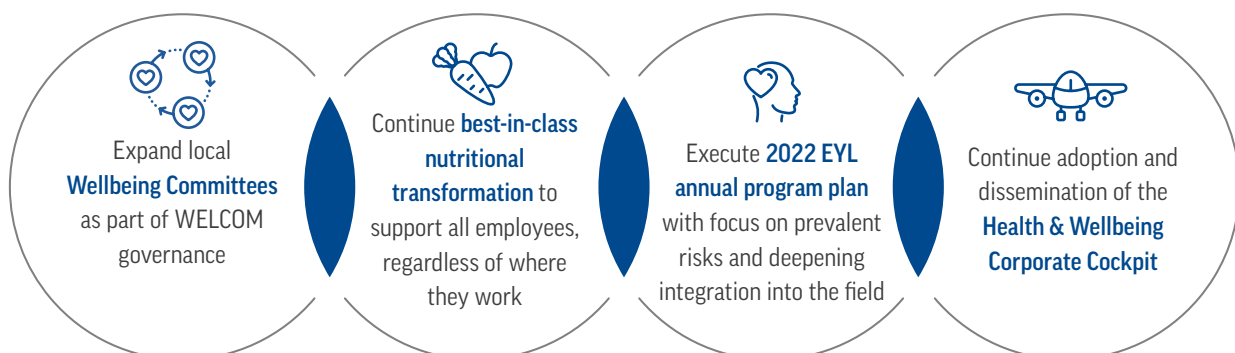 Expand local
Wellbeing Committees
as part of WELCOM
governance
Continue best-in-class
nutritional
transformation to
support all employees,
regardless of where
they work
Execute 2022 EYL
annual program plan
with focus on prevalent
risks and deepening
integration into the field
Continue adoption and
dissemination of the
Health & Wellbeing
Corporate Cockpit